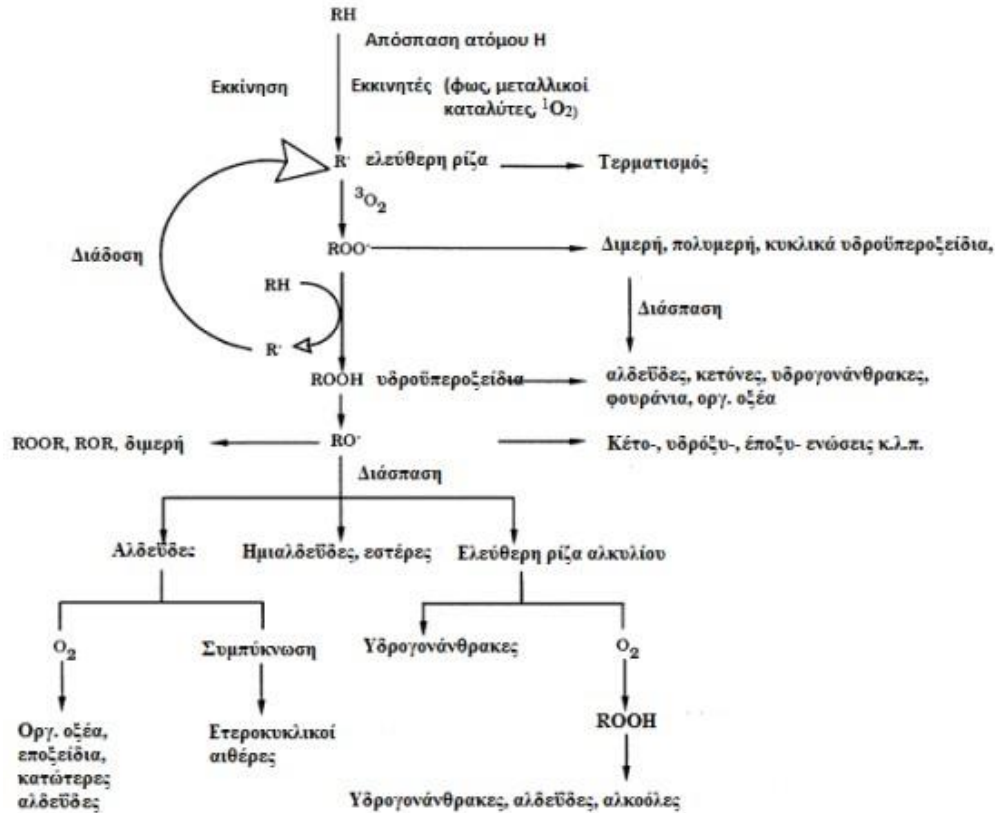 RH
Απόσπαση ατόμου Η
Εκκίνηση
Εκκινητές (φως, μεταλλικοί
καταλύτες, ¹O₂)
R· ελεύθερη ρίζα
Τερματισμός
³O₂
Διάδοση
ROO·
Διμερή, πολυμερή, κυκλικά υδροϋπεροξείδια,
RH
Διάσπαση
R·
ROOH υδροϋπεροξείδια
αλδεΰδες, κετόνες, υδρογονάνθρακες,
φουράνια, οργ. οξέα
ROOR, ROR, διμερή
RO·
Κέτο-, υδρόξυ-, έποξυ- ενώσεις κ.λ.π.
Διάσπαση
Αλδεΰδες
Ημιαλδεΰδες, εστέρες
Ελεύθερη ρίζα αλκυλίου
O₂
Συμπύκνωση
Υδρογονάνθρακες
O₂
Οργ. οξέα,
εποξείδια,
κατώτερες
αλδεΰδες
Ετεροκυκλικοί
αιθέρες
ROOH
Υδρογονάνθρακες, αλδεΰδες, αλκοόλες